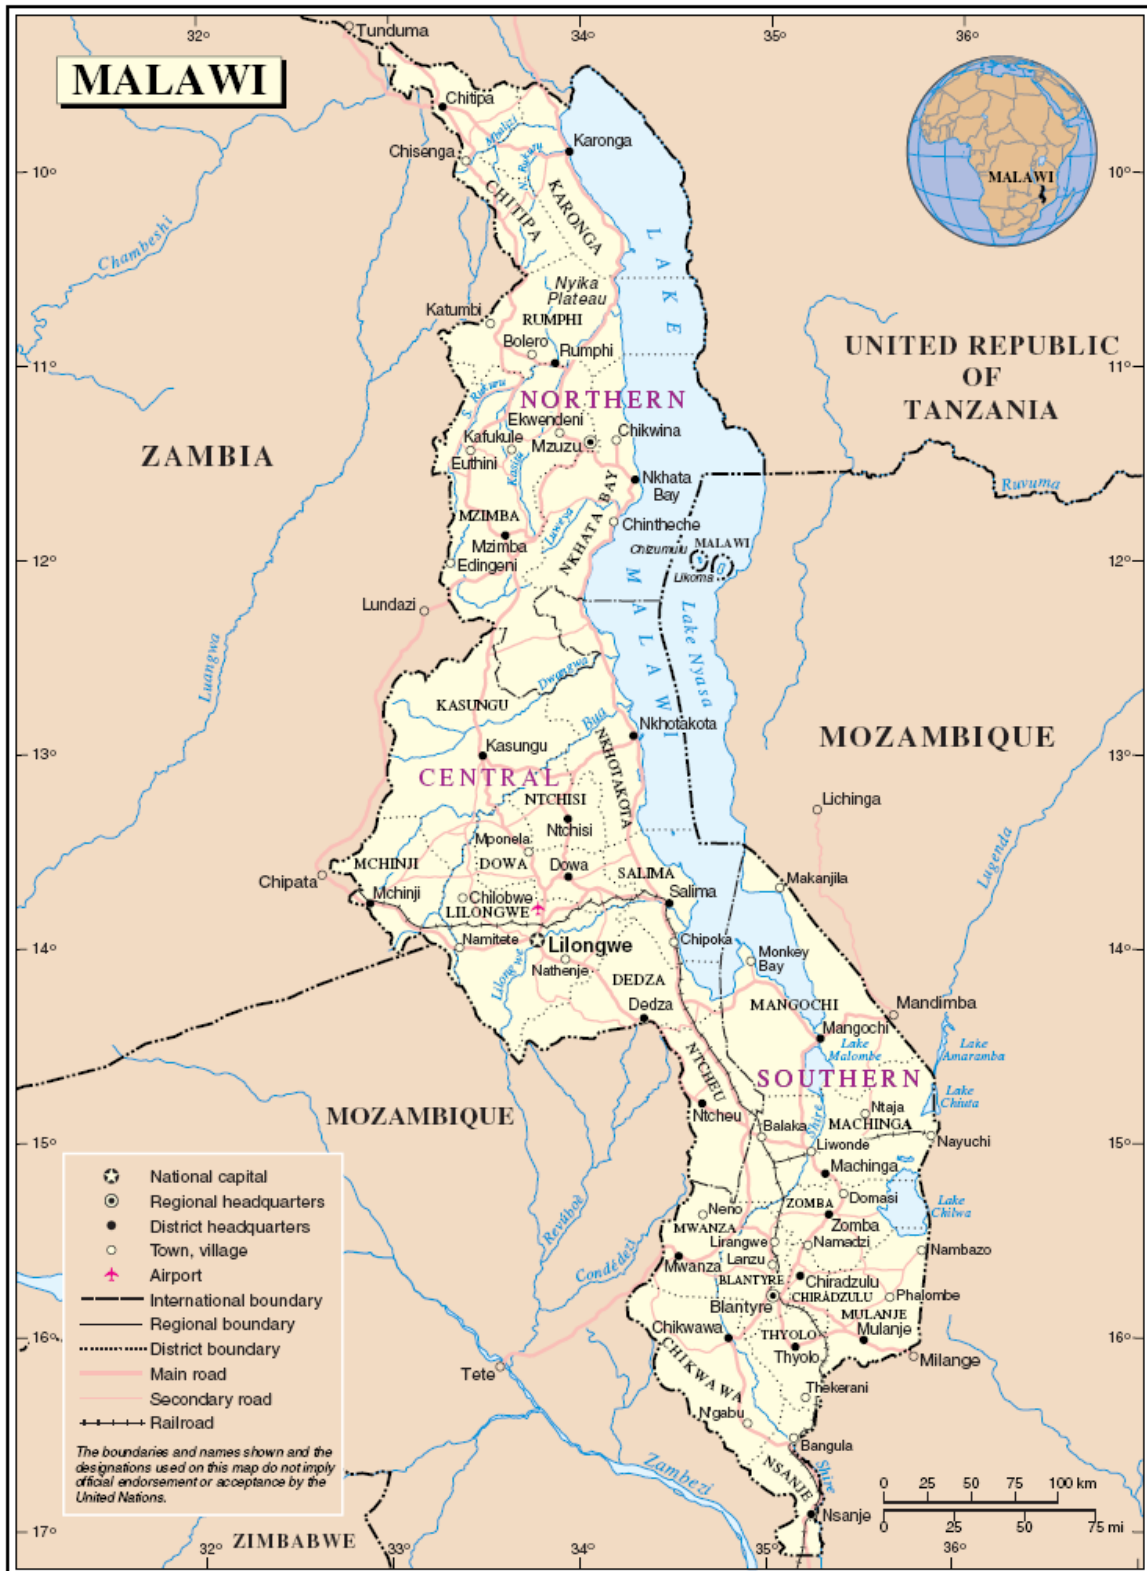 32°
34°
35°
36°
Tunduma
MALAWI
Chitipa
Karonga
Mbalizi
Chisenga
N. Rukuru
MALAWI
10°
10°
CHITIPA
KARONGA
Chambeshi
LAKE MALAWI
Nyika
Plateau
Katumbi
RUMPHI
Bolero
Rumphi
UNITED REPUBLIC
OF
TANZANIA
11°
11°
S. Rukuru
NORTHERN
Ekwendeni
Chikwina
Kafukule
Mzuzu
ZAMBIA
Euthini
Kasitu
Nkhata
Bay
Ruvuma
MZIMBA
Luweya
NKHATA BAY
Chintheche
Mzimba
Chizumulu
MALAWI
12°
12°
Edingeni
Likoma
Lundazi
Lake Nyasa
Luangwa
Dwangwa
KASUNGU
Bua
Nkhotakota
MOZAMBIQUE
13°
13°
Kasungu
NKHOTAKOTA
CENTRAL
NTCHISI
Lichinga
Ntchisi
Mponela
Lugenda
MCHINJI
DOWA
Dowa
SALIMA
Chipata
Makanjila
Mchinji
Chilobwe
Salima
LILONGWE
14°
14°
Namitete
Lilongwe
Chipoka
Monkey
Bay
Lilongwe
Nathenje
DEDZA
MANGOCHI
Mandimba
Dedza
Mangochi
Lake
Malombe
Lake
Amaramba
NTCHEU
SOUTHERN
Lake
Chiuta
MOZAMBIQUE
Ntcheu
Ntaja
Balaka
Shire
MACHINGA
15°
15°
Liwonde
Nayuchi
Machinga
National capital
Regional headquarters
District headquarters
Town, village
Airport
International boundary
Regional boundary
District boundary
Main road
Secondary road
Railroad
The boundaries and names shown and the
designations used on this map do not imply
official endorsement or acceptance by the
United Nations.
Revúboè
Condédezi
Neno
ZOMBA
Domasi
Lake
Chilwa
MWANZA
Zomba
Lirangwe
Namadzi
Nambazo
Mwanza
Lanzu
BLANTYRE
Chiradzulu
CHIRADZULU
Phalombe
Blantyre
MULANJE
16°
16°
Chikwawa
THYOLO
Mulanje
Tete
Thyolo
Milange
CHIKWAWA
Thekerani
Ngabu
Bangula
Zambezi
NSANJE
Shire
0 25 50 75 100 km
0 25 50 75 mi
Nsanje
17°
17°
ZIMBABWE
32°
33°
34°
35°
36°